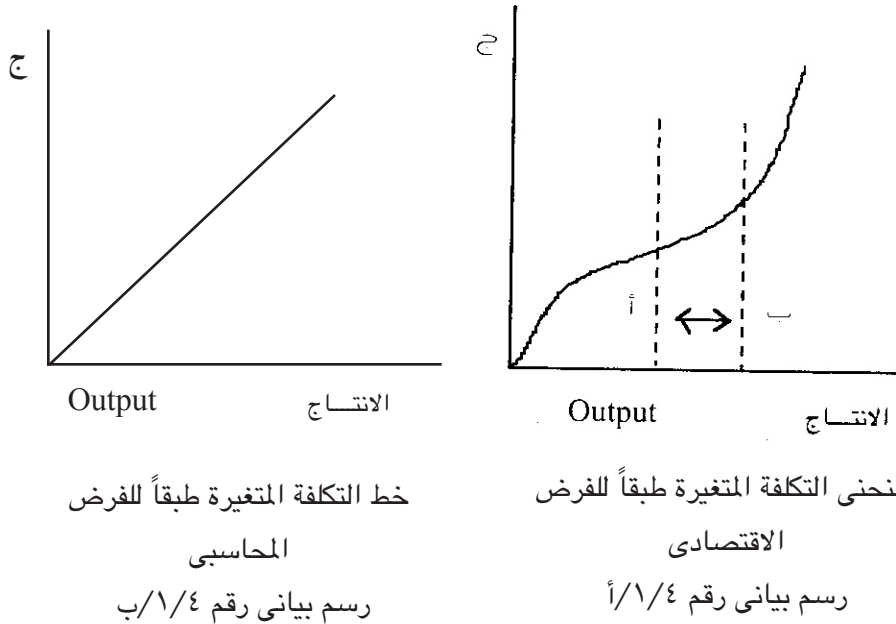 ج
أ
ب
Output
الانتــاج
نحنى التكلفة المتغيرة طبقاً للفرض
الاقتصادى
رسم بيانى رقم ٤/١/أ
ج
Output
الانتــاج
خط التكلفة المتغيرة طبقاً للفرض
المحاسبى
رسم بيانى رقم ٤/١/ب